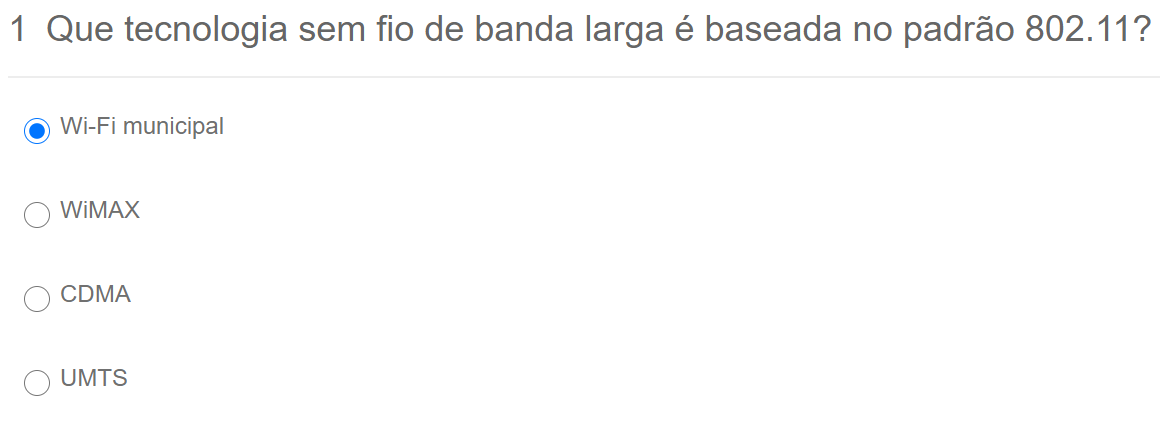 1 Que tecnologia sem fio de banda larga é baseada no padrão 802.11?
Wi-Fi municipal
WiMAX
CDMA
UMTS